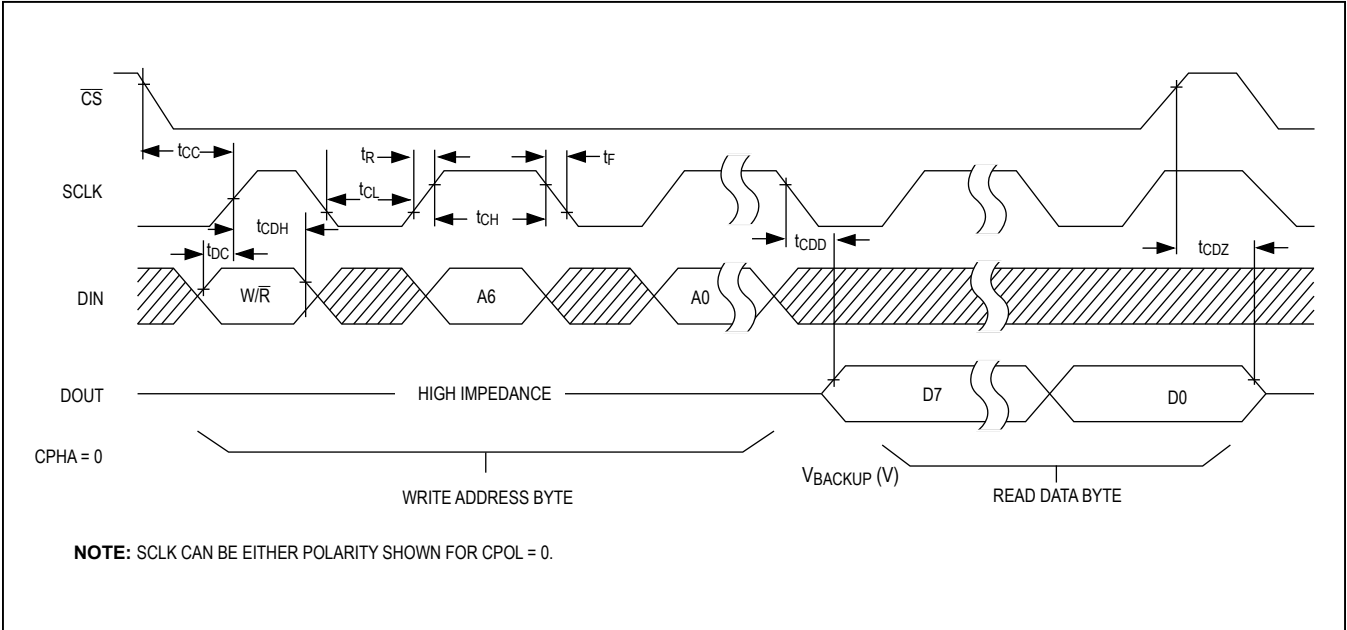 CS
tCC
tR
tF
SCLK
tCL
tCH
tCDH
tDC
tCDD
tCDZ
DIN
W/R
A6
A0
DOUT
HIGH IMPEDANCE
D7
D0
CPHA = 0
WRITE ADDRESS BYTE
VBACKUP (V)
READ DATA BYTE
NOTE: SCLK CAN BE EITHER POLARITY SHOWN FOR CPOL = 0.